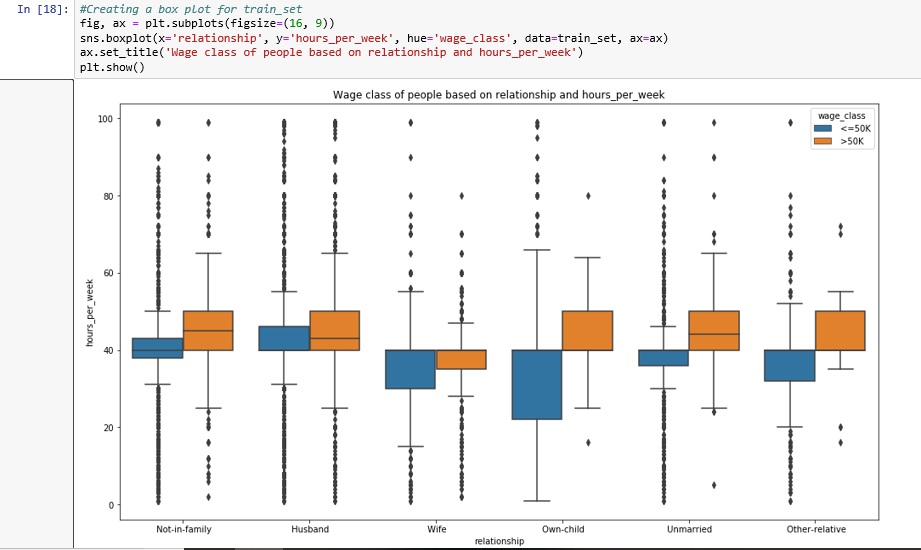 In [18]:
#Creating a box plot for train_set
fig, ax = plt.subplots(figsize=(16, 9))
sns.boxplot(x='relationship', y='hours_per_week', hue='wage_class', data=train_set, ax=ax)
ax.set_title('Wage class of people based on relationship and hours_per_week')
plt.show()
Wage class of people based on relationship and hours_per_week
wage_class
<=50K
>50K
100
80
60
40
20
0
hours_per_week
Not-in-family Husband Wife Own-child Unmarried Other-relative
relationship